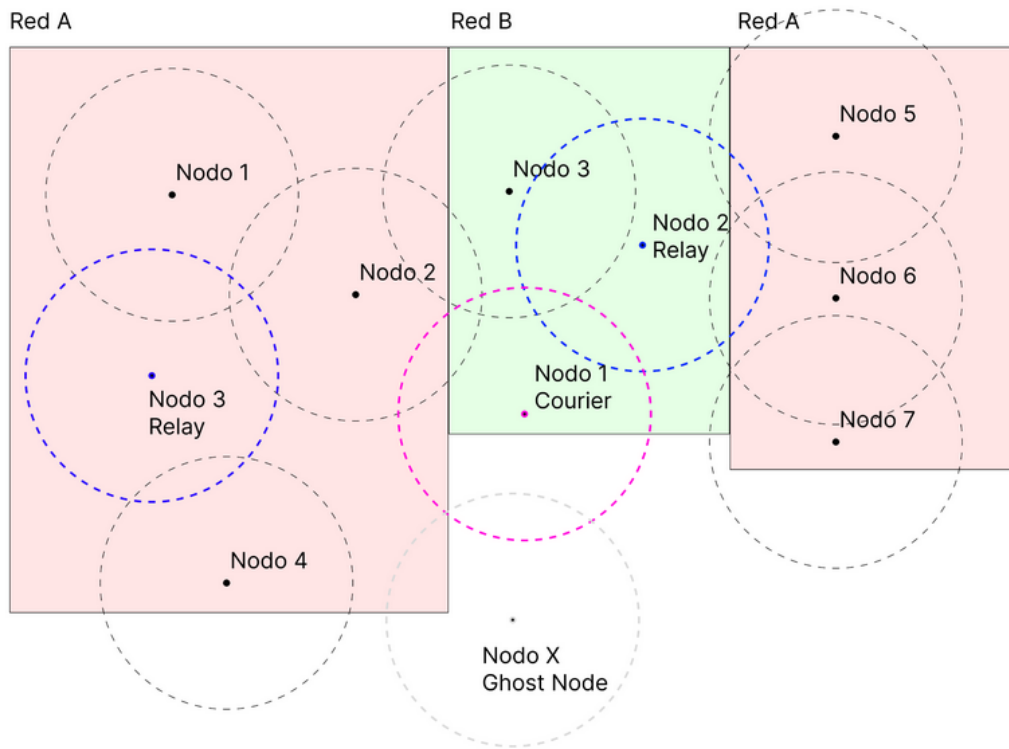 Red A
Red B
Red A
Nodo 1
Nodo 2
Nodo 3
Relay
Nodo 4
Nodo 3
Nodo 2
Relay
Nodo 1
Courier
Nodo 5
Nodo 6
Nodo 7
Nodo X
Ghost Node